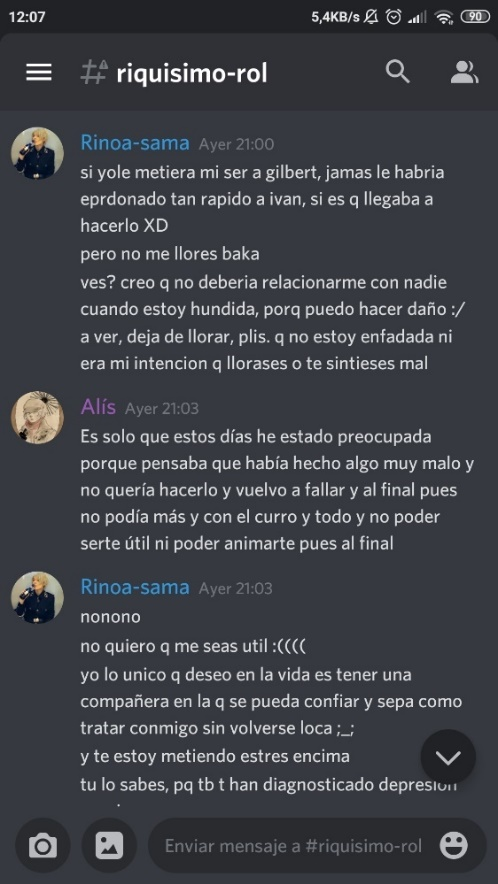 12:07 5,4KB/s 90
riquisimo-rol
Rinoa-sama Ayer 21:00
si yole metiera mi ser a gilbert, jamas le habria
eprdonado tan rapido a ivan, si es q llegaba a
hacerlo XD
pero no me llores baka
ves? creo q no deberia relacionarme con nadie
cuando estoy hundida, porq puedo hacer daño :/
a ver, deja de llorar, plis. q no estoy enfadada ni
era mi intencion q llorases o te sintieses mal
Alís Ayer 21:03
Es solo que estos días he estado preocupada
porque pensaba que había hecho algo muy malo y
no quería hacerlo y vuelvo a fallar y al final pues
no podía más y con el curro y todo y no poder
serte útil ni poder animarte pues al final
Rinoa-sama Ayer 21:03
nonono
no quiero q me seas util :((((
yo lo unico q deseo en la vida es tener una
compañera en la q se pueda confiar y sepa como
tratar conmigo sin volverse loca ;_;
y te estoy metiendo estres encima
tu lo sabes, pq tb t han diagnosticado depresion
Enviar mensaje a #riquisimo-rol